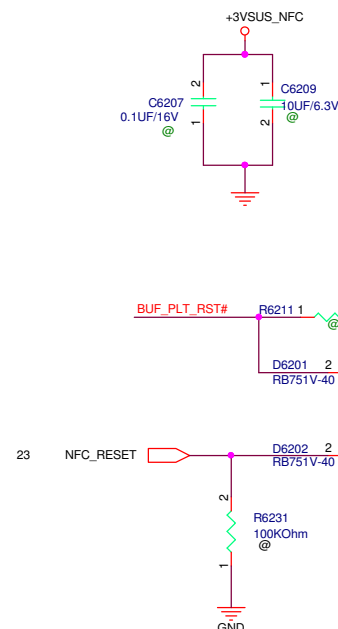 +3VSUS_NFC
2
1
C6209
C6207
10UF/6.3V
0.1UF/16V
@
@
1
2
BUF_PLT_RST#
R6211 1
@
D6201 2
RB751V-40
23 NFC_RESET
D6202 2
RB751V-40
2
R6231
100KOhm
@
1
GND